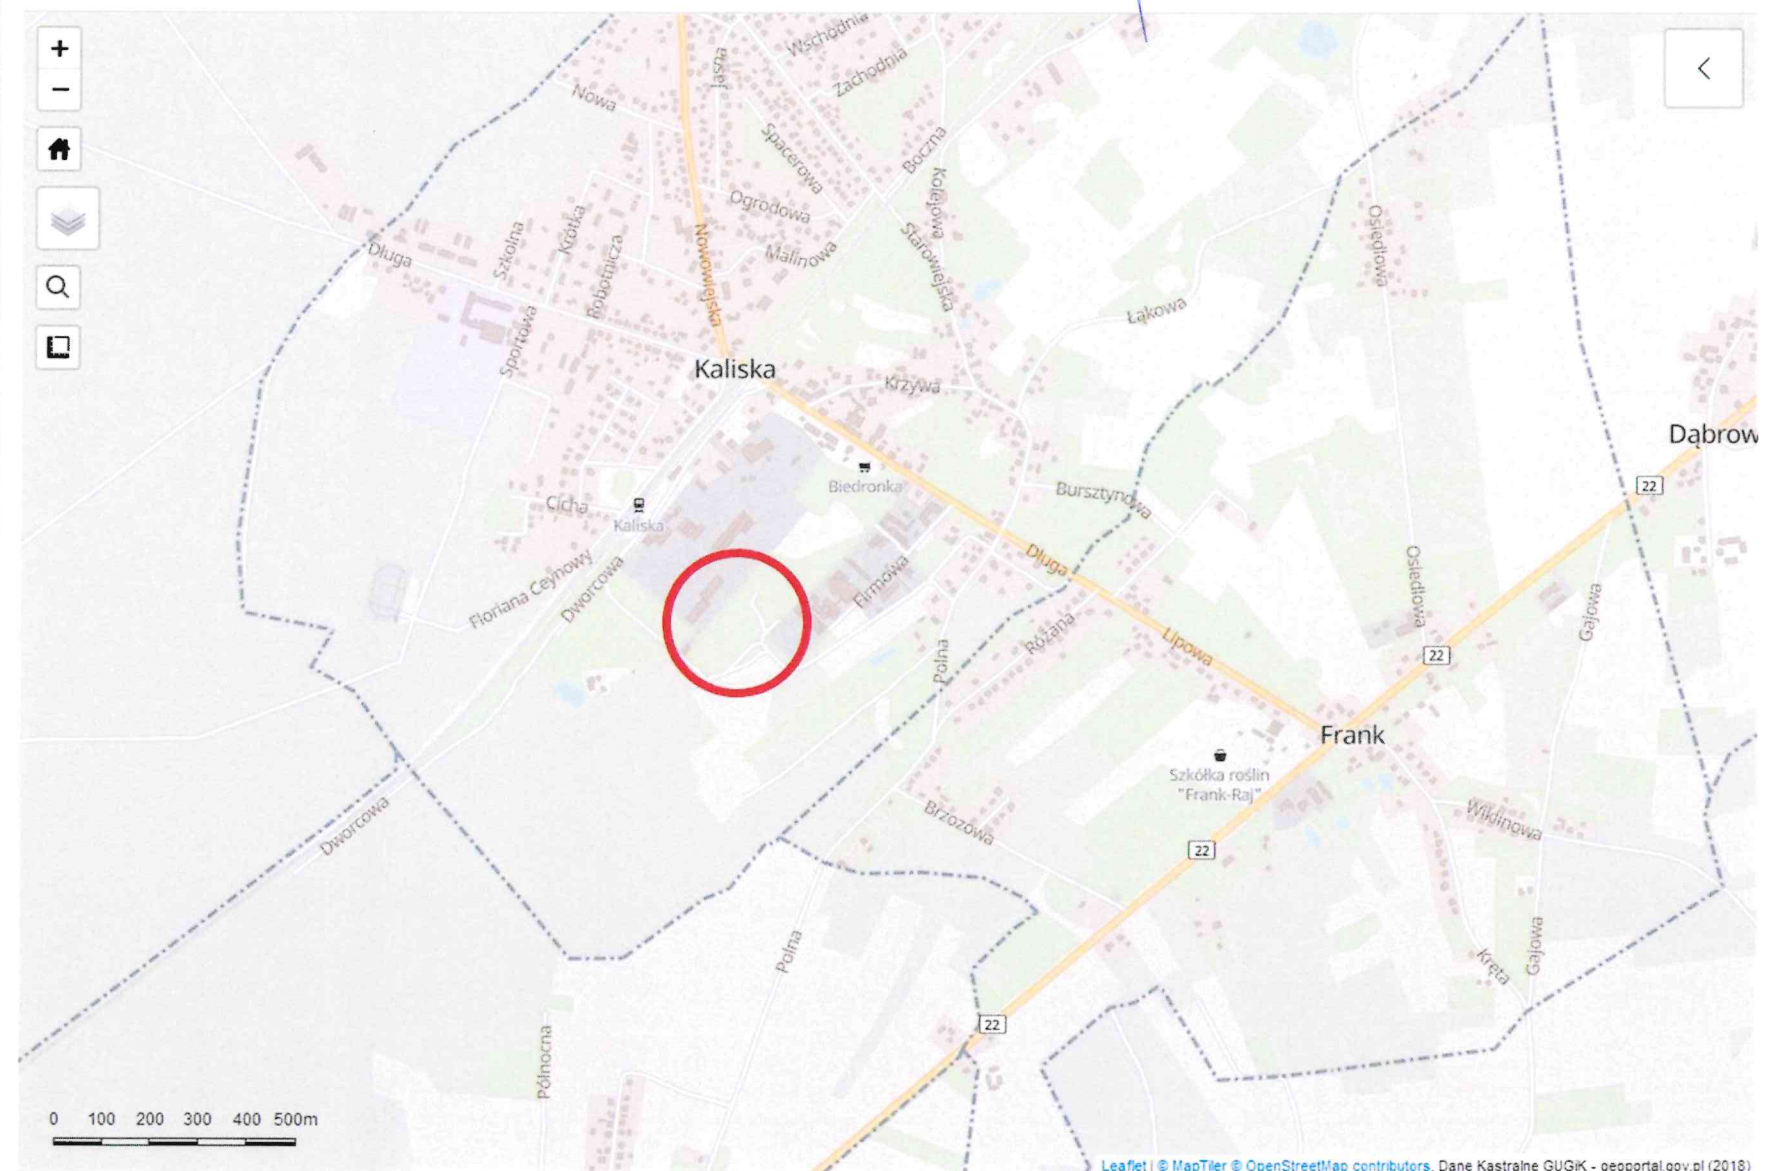 +
Wschodnia
Jasna
Zachodnia
−
Nowa
Spacerowa
Boczna
Kolejowa
Ogrodowa
Krótka
Osiedlowa
Szkolna
Długa
Robotnicza
Nowowiejska
Malinowa
Starowiejska
Łąkowa
Sportowa
Kaliska
Krzywa
Dąbrow
22
Biedronka
Bursztynowa
Cicha
Kaliska
Długa
Floriana Ceynowy
Dworcowa
Firmowa
Osiedlowa
Gajowa
Różana
Lipowa
Polna
22
Frank
Szkółka roślin
"Frank-Raj"
Dworcowa
Brzozowa
Wiklinowa
22
Polna
Gajowa
Kręta
22
Północna
0 100 200 300 400 500m
Leaflet | © MapTiler © OpenStreetMap contributors, Dane Kastralne GUGiK - geoportal.gov.pl (2018)